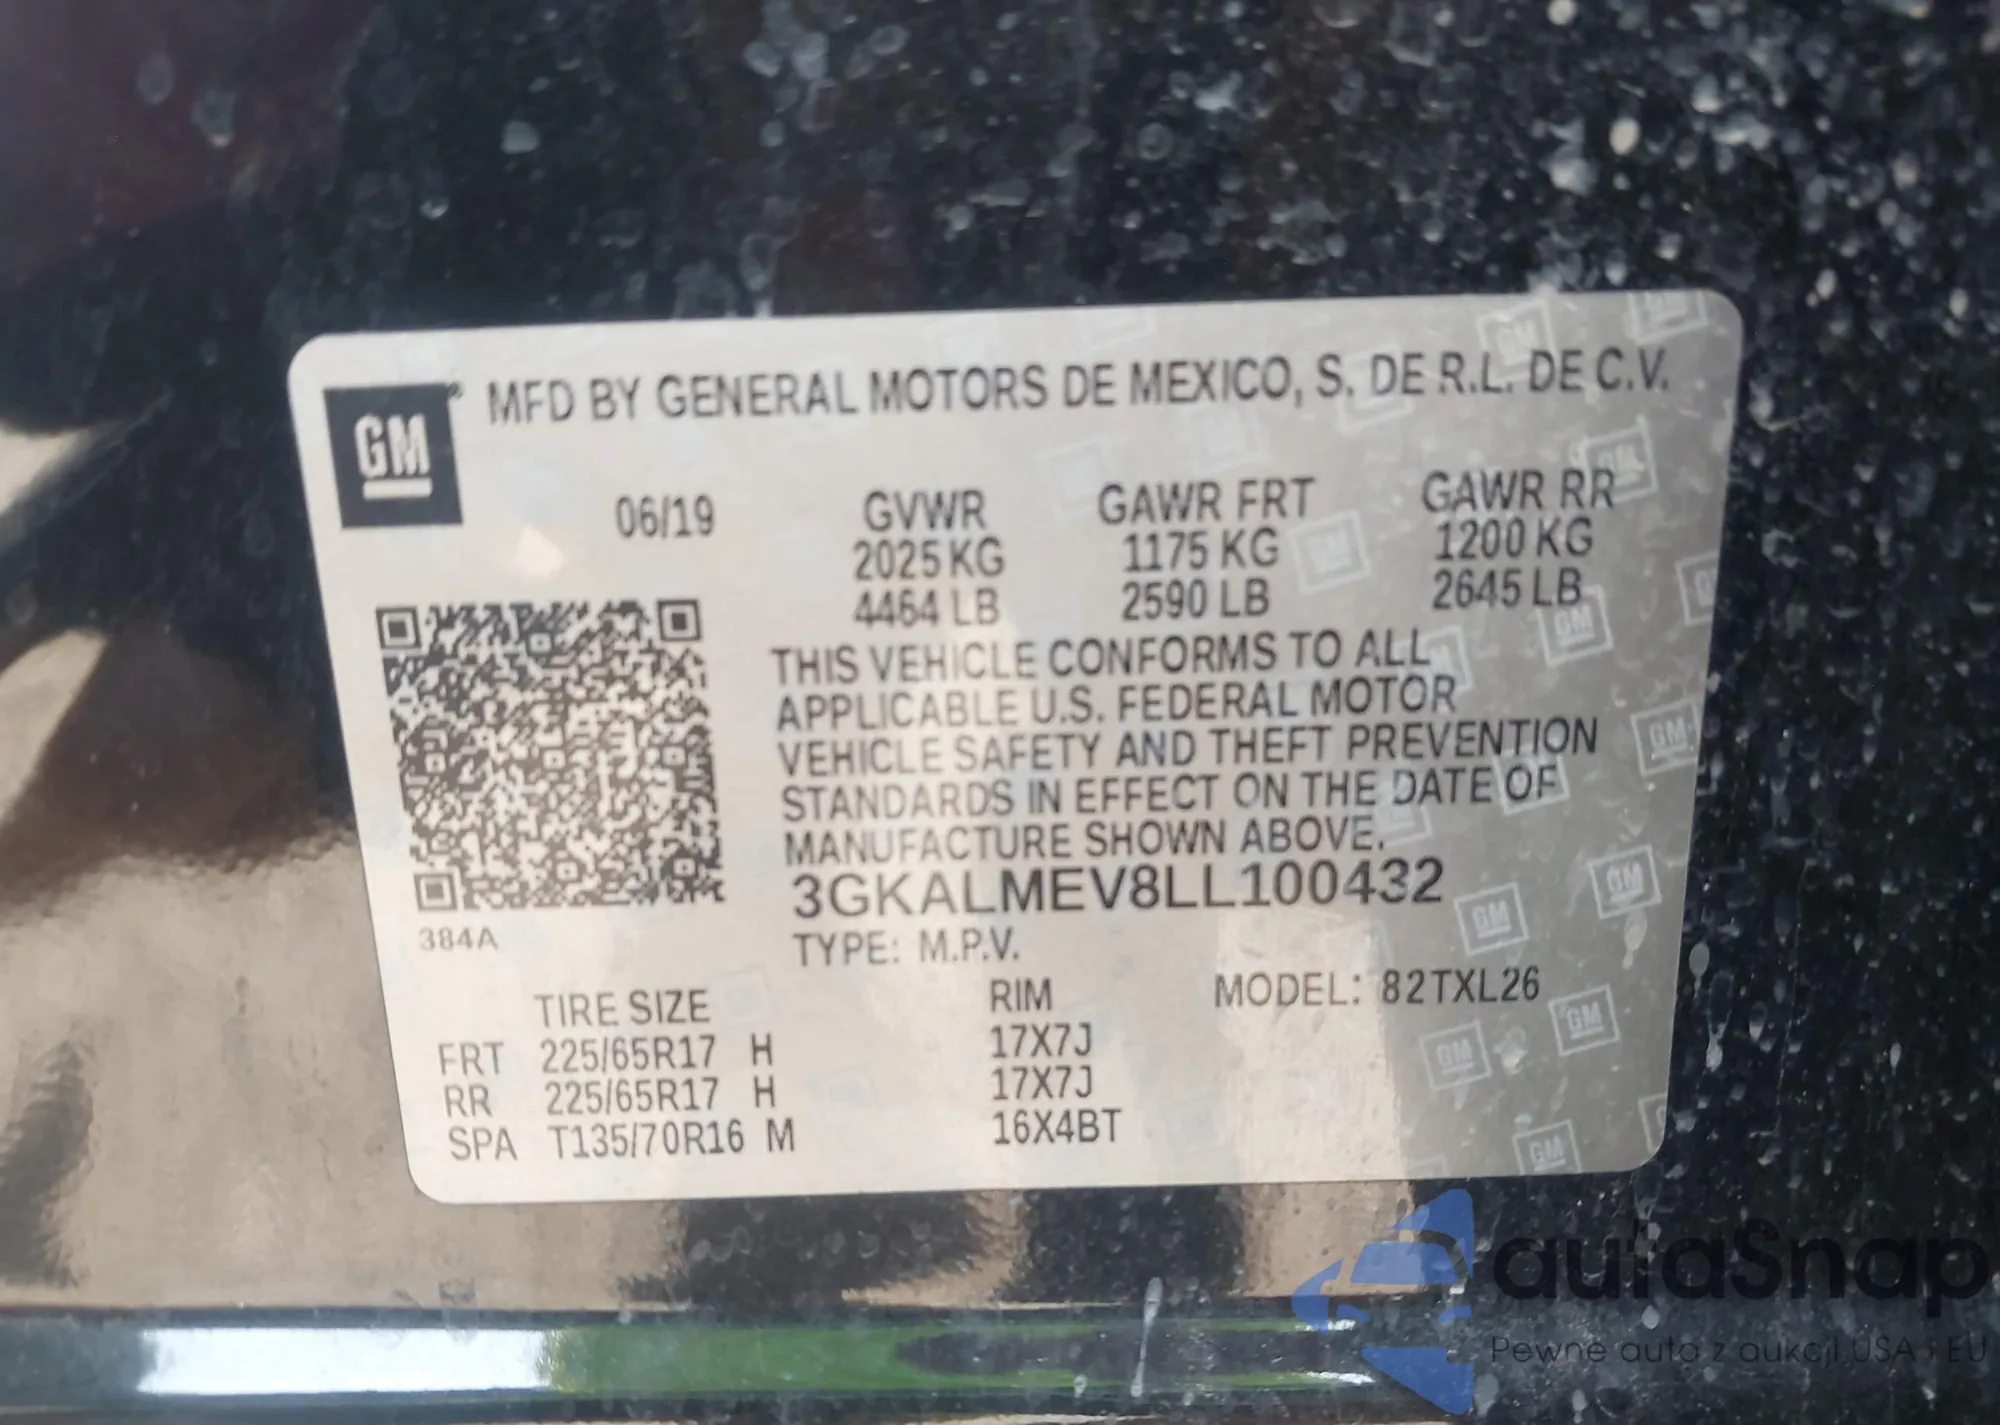 GM
MFD BY GENERAL MOTORS DE MEXICO, S. DE R.L. DE C.V.
06/19 GVWR GAWR FRT GAWR RR
2025 KG 1175 KG 1200 KG
4464 LB 2590 LB 2645 LB
THIS VEHICLE CONFORMS TO ALL
APPLICABLE U.S. FEDERAL MOTOR
VEHICLE SAFETY AND THEFT PREVENTION
STANDARDS IN EFFECT ON THE DATE OF
MANUFACTURE SHOWN ABOVE.
3GKALMEV8LL100432
384A
TYPE: M.P.V.
TIRE SIZE RIM MODEL: 82TXL26
FRT 225/65R17 H 17X7J
RR 225/65R17 H 17X7J
SPA T135/70R16 M 16X4BT
autaSnap
Pewne auta z aukcji USA i EU